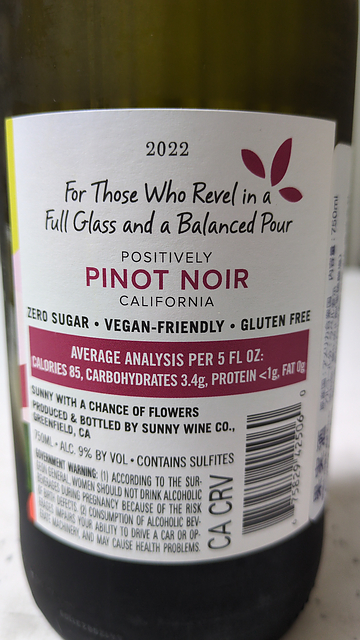 2022
For Those Who Revel in a
Full Glass and a Balanced Pour
POSITIVELY
PINOT NOIR
CALIFORNIA
ZERO SUGAR • VEGAN-FRIENDLY • GLUTEN FREE
AVERAGE ANALYSIS PER 5 FL OZ:
CALORIES 85, CARBOHYDRATES 3.4g, PROTEIN <1g, FAT 0g
SUNNY WITH A CHANCE OF FLOWERS
PRODUCED & BOTTLED BY SUNNY WINE CO.,
GREENFIELD, CA
750ML • ALC. 9% BY VOL • CONTAINS SULFITES
GOVERNMENT WARNING: (1) ACCORDING TO THE SUR-
GEON GENERAL, WOMEN SHOULD NOT DRINK ALCOHOLIC
BEVERAGES DURING PREGNANCY BECAUSE OF THE RISK
OF BIRTH DEFECTS. (2) CONSUMPTION OF ALCOHOLIC BEV-
ERAGES IMPAIRS YOUR ABILITY TO DRIVE A CAR OR OP-
ERATE MACHINERY, AND MAY CAUSE HEALTH PROBLEMS.
CA CRV
750ml